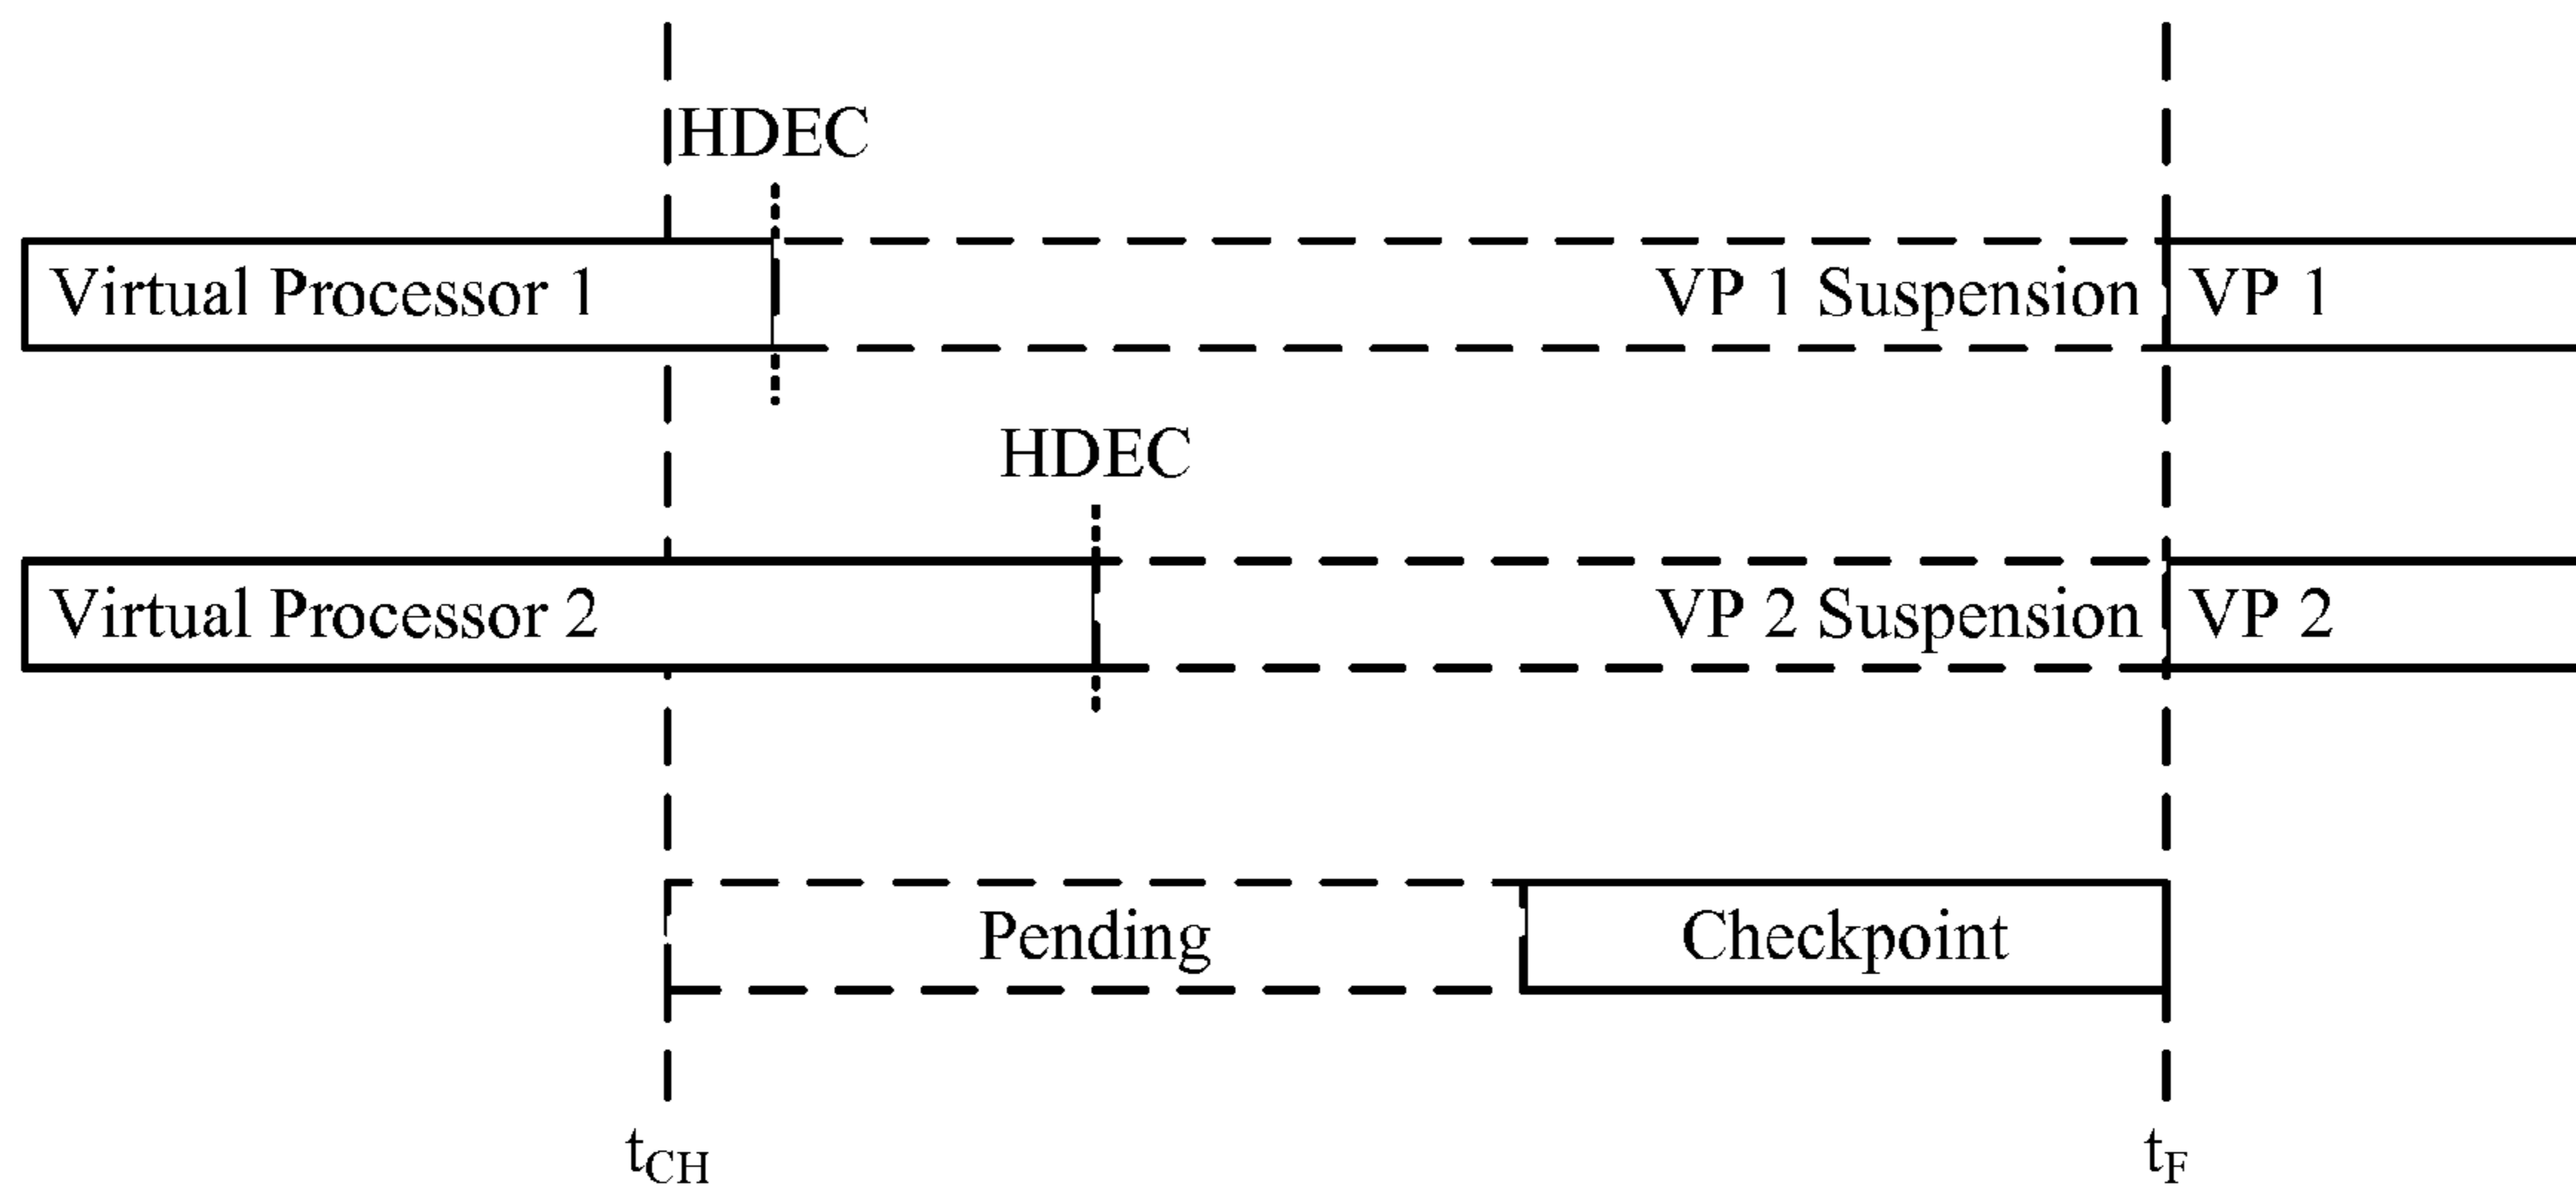 HDEC
Virtual Processor 1
VP 1 Suspension
VP 1
HDEC
Virtual Processor 2
VP 2 Suspension
VP 2
Pending
Checkpoint
tCH
tF